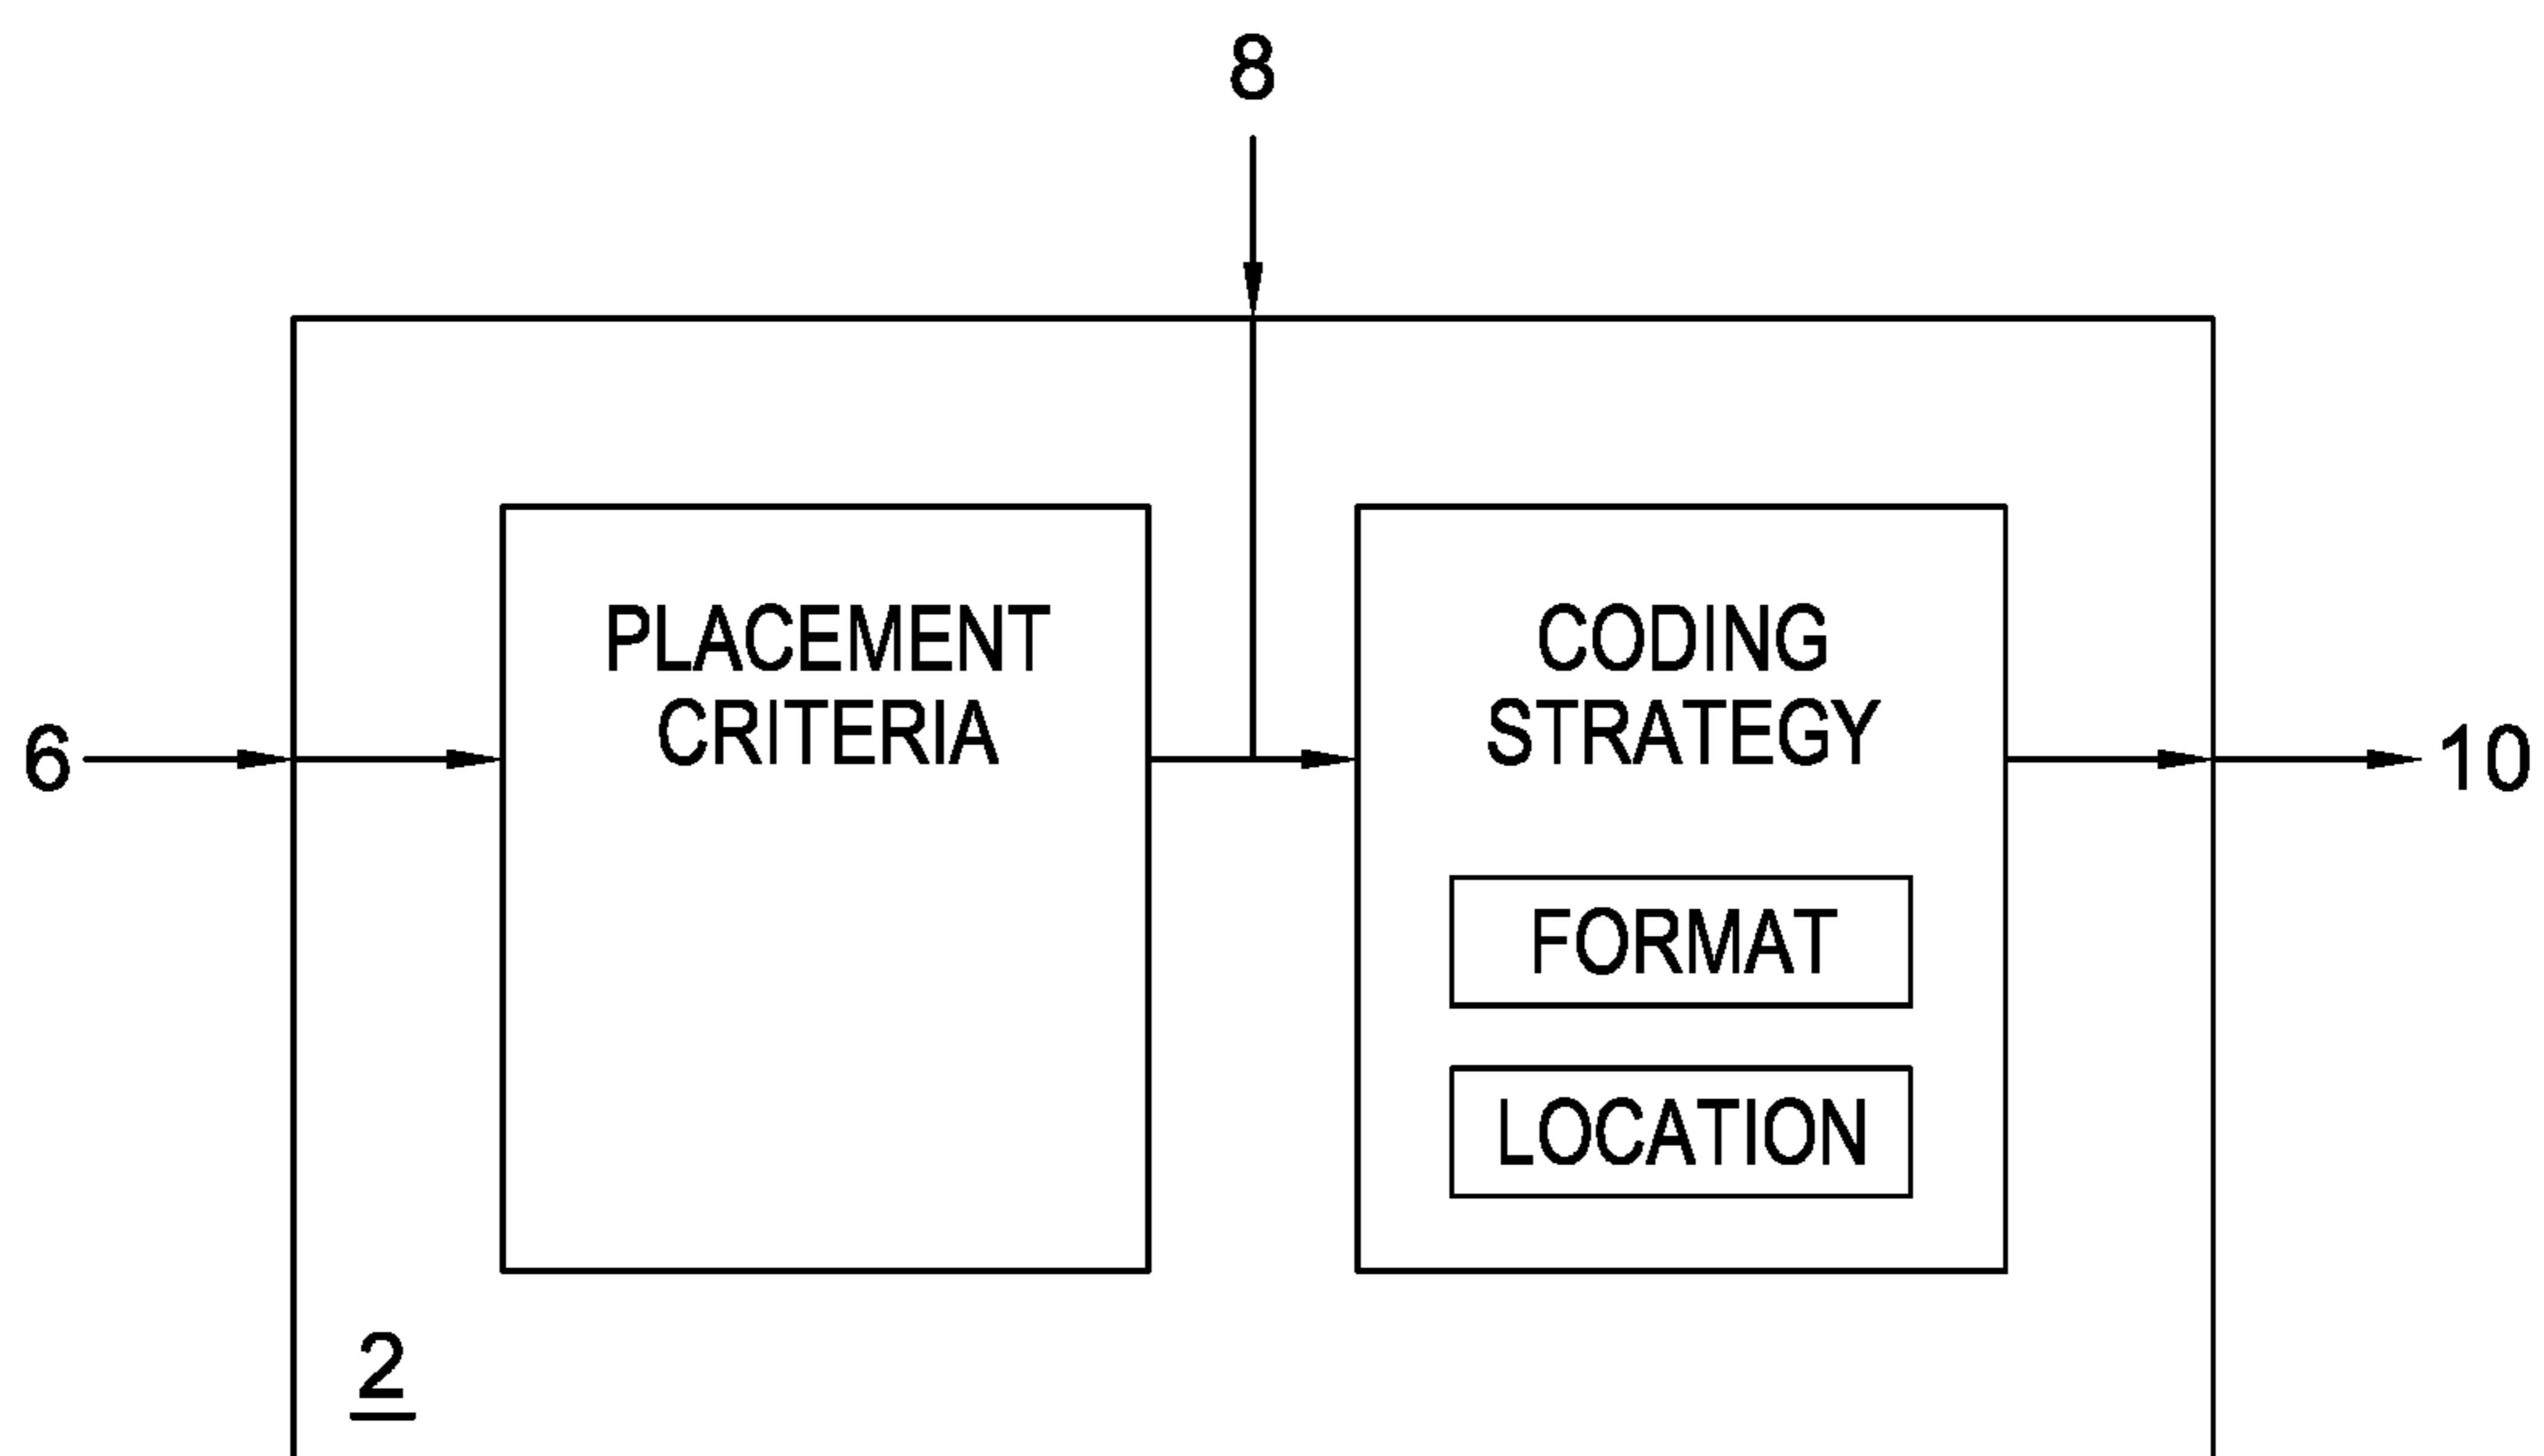 8
PLACEMENT
CRITERIA
CODING
STRATEGY
6
10
FORMAT
LOCATION
2